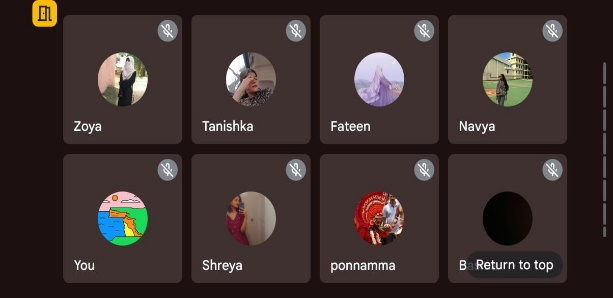 Zoya
Tanishka
Fateen
Navya
You
Shreya
ponnamma
Return to top